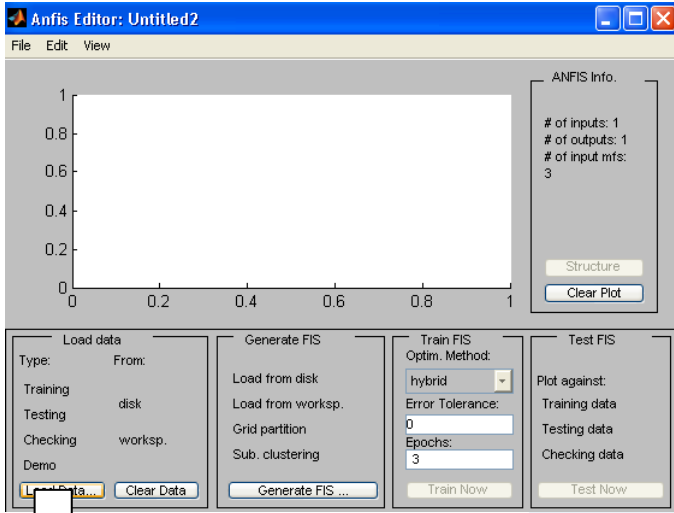 Anfis Editor: Untitled2
File Edit View
ANFIS Info.
# of inputs: 1
# of outputs: 1
# of input mfs:
3
Structure
Clear Plot
1
0.8
0.6
0.4
0.2
0
0 0.2 0.4 0.6 0.8 1
Load data
Type: From:
Training
disk
Testing
Checking worksp.
Demo
Clear Data
Generate FIS
Load from disk
Load from worksp.
Grid partition
Sub. clustering
Generate FIS ...
Train FIS
Optim. Method:
hybrid
Error Tolerance:
0
Epochs:
3
Train Now
Test FIS
Plot against:
Training data
Testing data
Checking data
Test Now